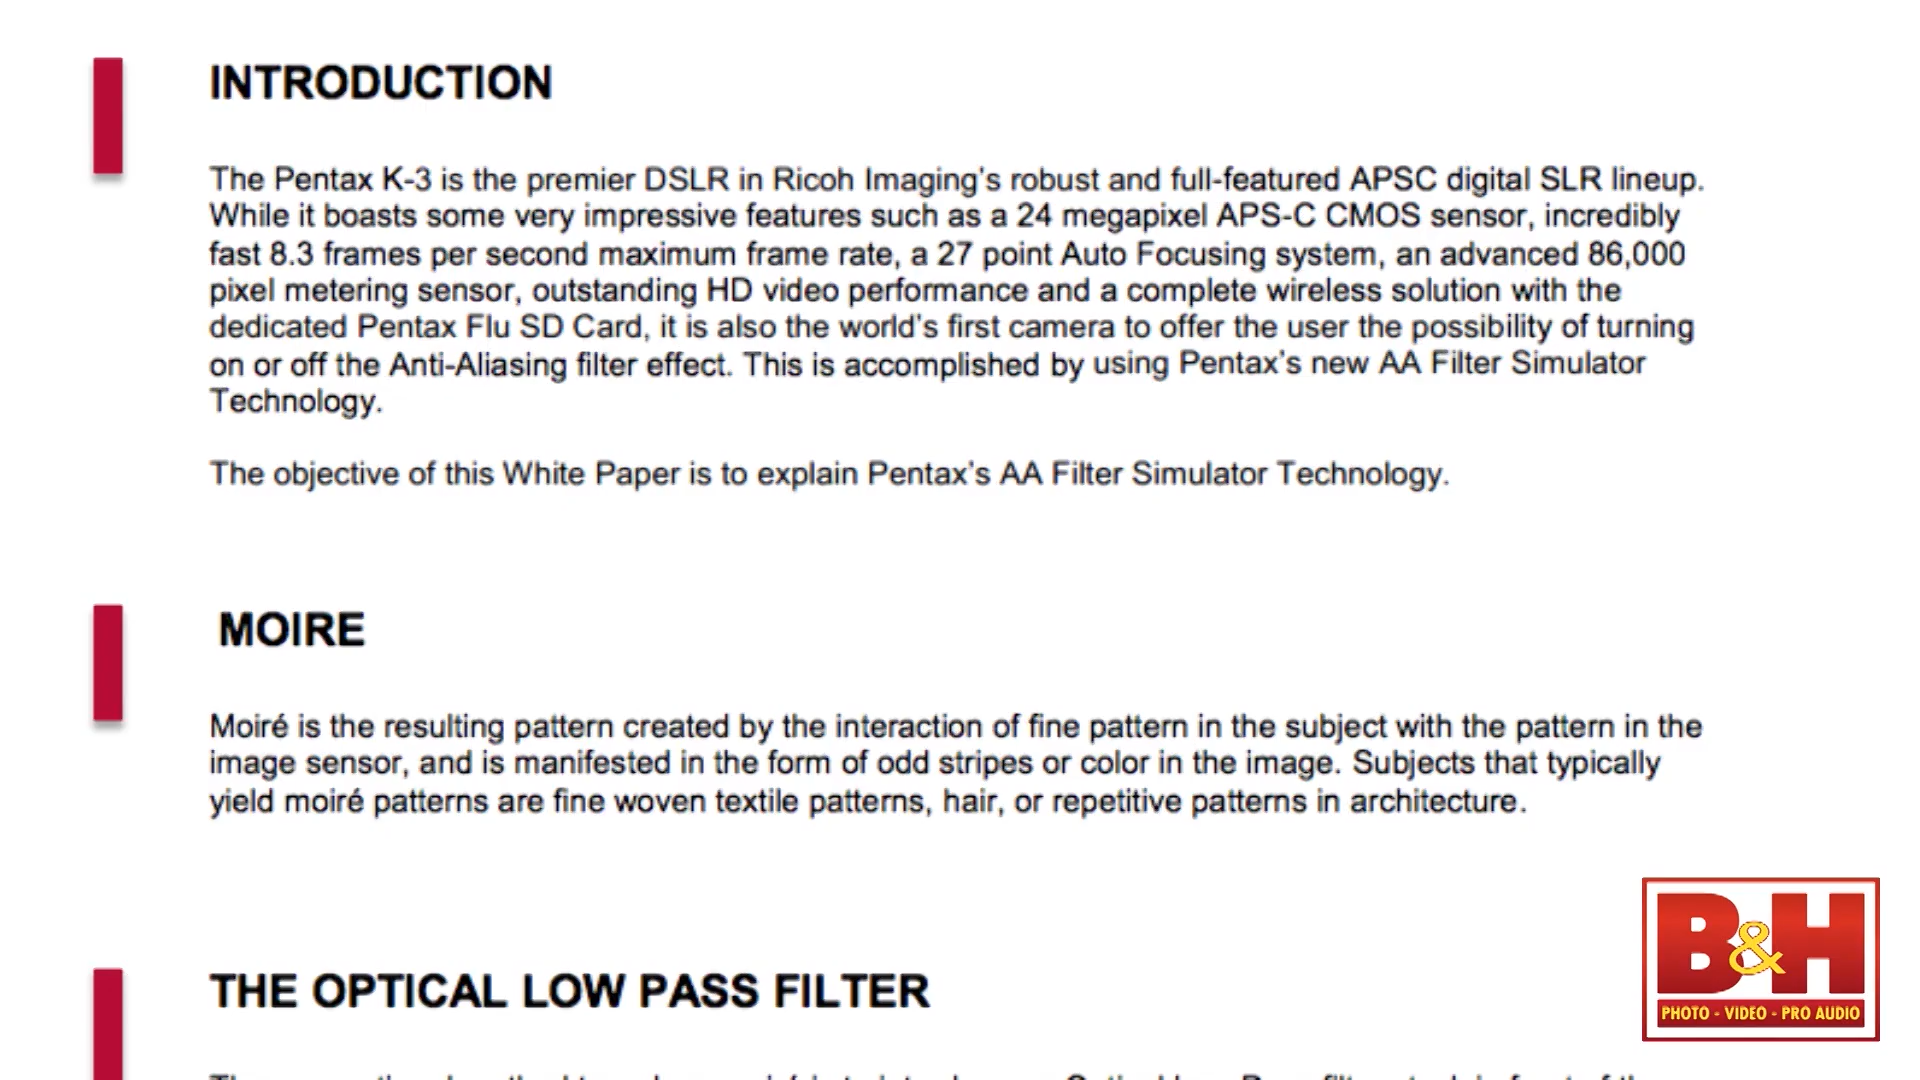 INTRODUCTION
The Pentax K-3 is the premier DSLR in Ricoh Imaging's robust and full-featured APSC digital SLR lineup.
While it boasts some very impressive features such as a 24 megapixel APS-C CMOS sensor, incredibly
fast 8.3 frames per second maximum frame rate, a 27 point Auto Focusing system, an advanced 86,000
pixel metering sensor, outstanding HD video performance and a complete wireless solution with the
dedicated Pentax Flu SD Card, it is also the world's first camera to offer the user the possibility of turning
on or off the Anti-Aliasing filter effect. This is accomplished by using Pentax's new AA Filter Simulator
Technology.
The objective of this White Paper is to explain Pentax's AA Filter Simulator Technology.
MOIRE
Moiré is the resulting pattern created by the interaction of fine pattern in the subject with the pattern in the
image sensor, and is manifested in the form of odd stripes or color in the image. Subjects that typically
yield moiré patterns are fine woven textile patterns, hair, or repetitive patterns in architecture.
THE OPTICAL LOW PASS FILTER
B&H
PHOTO - VIDEO - PRO AUDIO